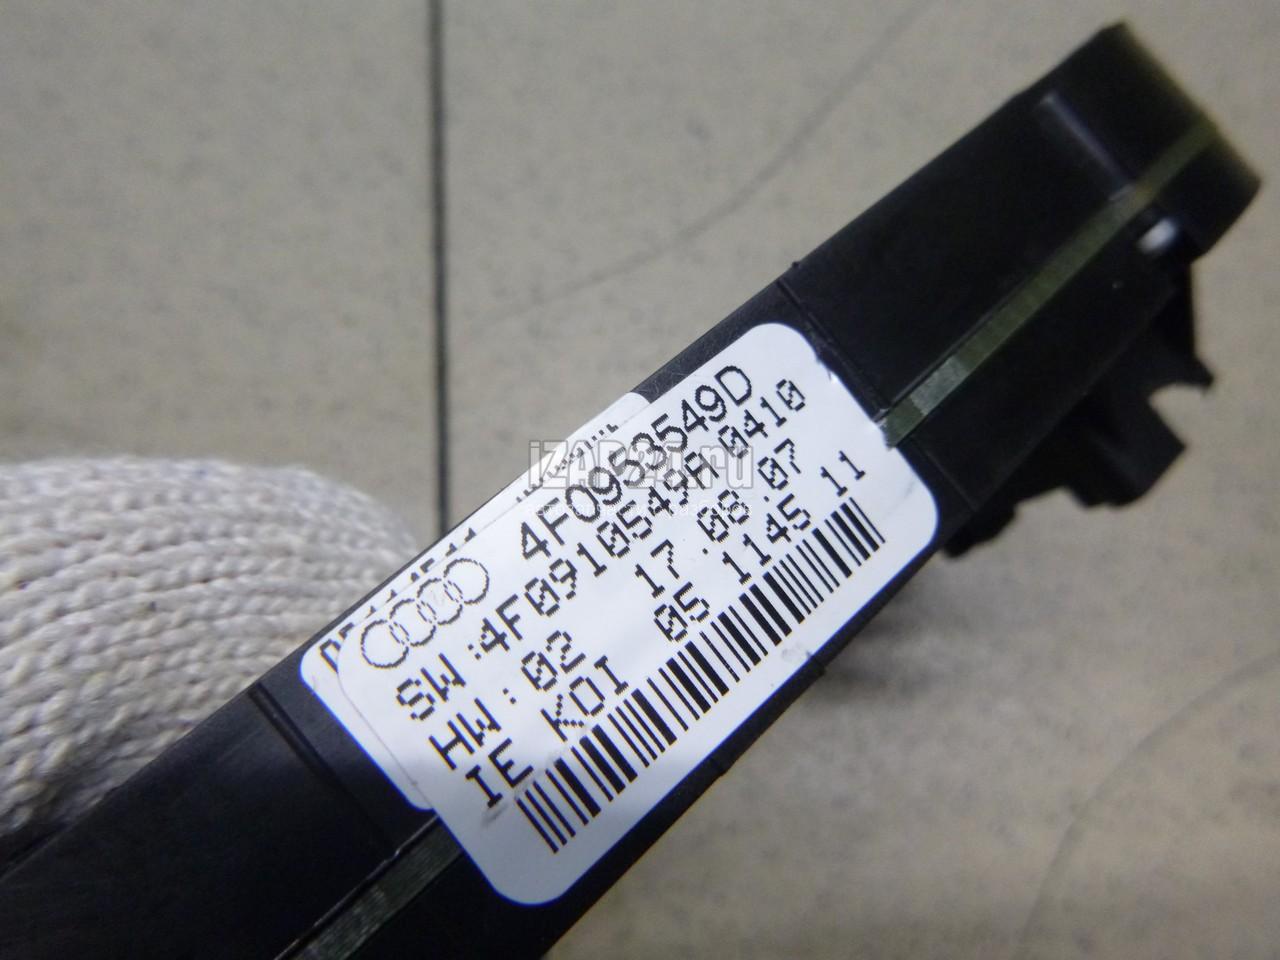 4F0953549D
SW:4F0910549A 0410
HW:02 17.08.07
IE KOI 05 1145 11
iZAP24.ru